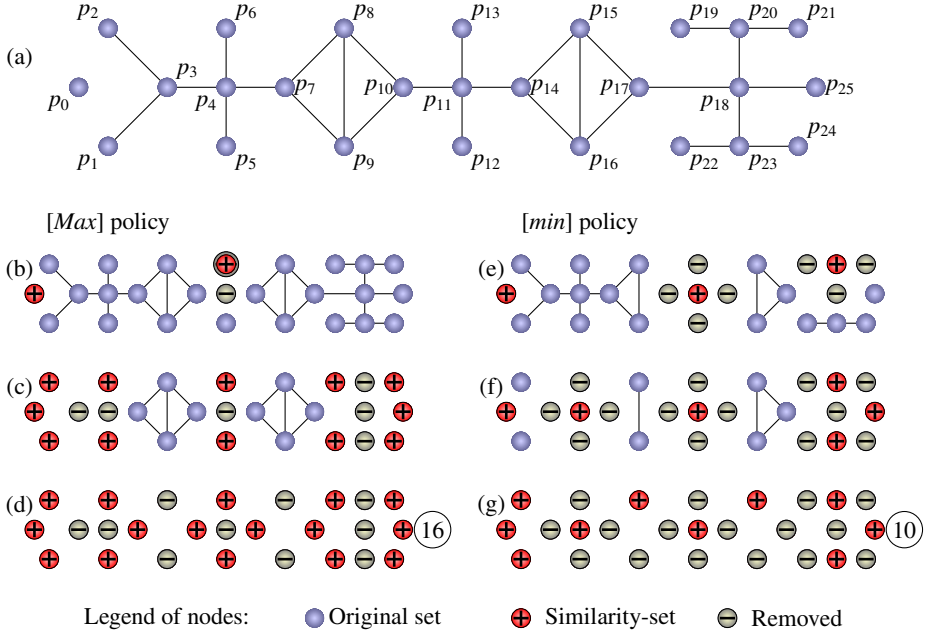 p2 p6 p8 p13 p15 p19 p20 p21
(a)
p3
p0 p4 p7 p10 p11 p14 p17 p18 p25
p1 p5 p9 p12 p16 p22 p23 p24
[Max] policy
[min] policy
(b)
(e)
(c)
(f)
(d) 16
(g) 10
Legend of nodes: Original set Similarity-set Removed